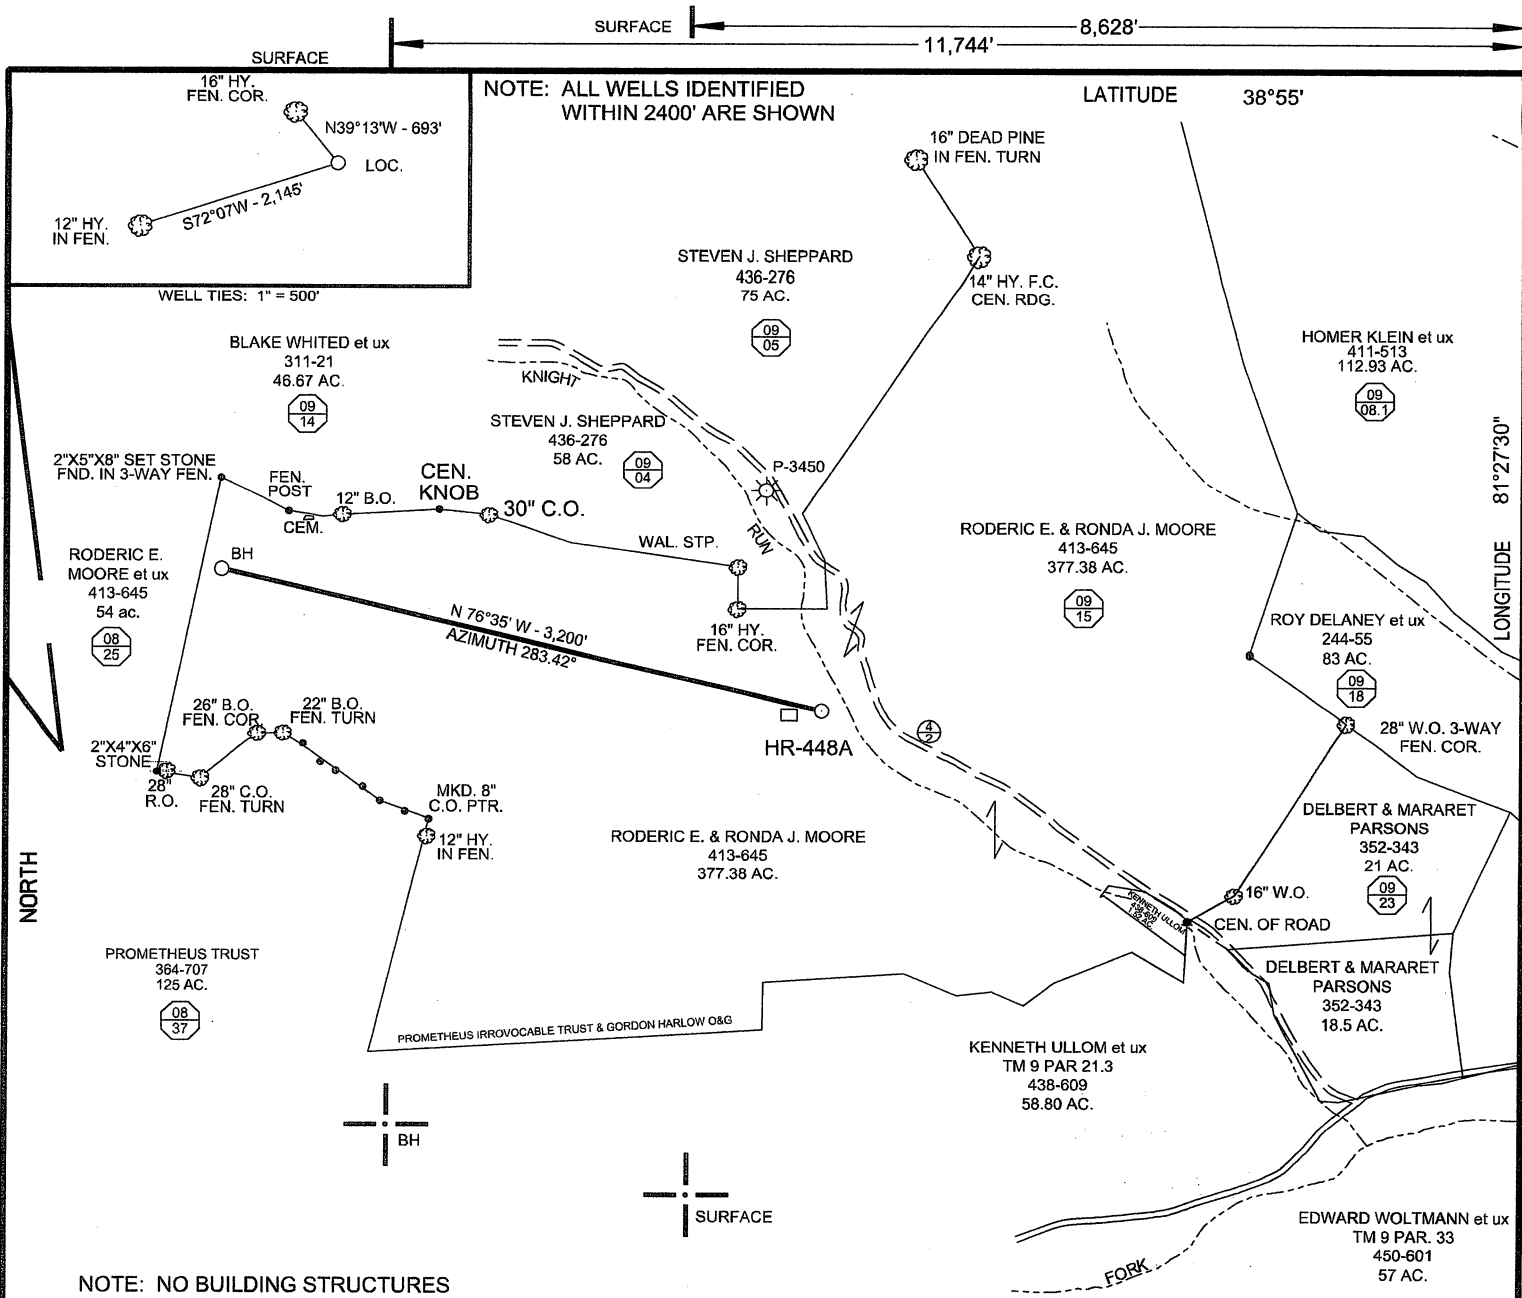 SURFACE
8,628'
11,744'
SURFACE
16" HY.
FEN. COR.
N39°13'W - 693'
LOC.
S72°07'W - 2,145'
12" HY.
IN FEN.
WELL TIES: 1" = 500'
NOTE: ALL WELLS IDENTIFIED
WITHIN 2400' ARE SHOWN
LATITUDE 38°55'
16" DEAD PINE
IN FEN. TURN
STEVEN J. SHEPPARD
436-276
75 AC.
09
05
14" HY. F.C.
CEN. RDG.
BLAKE WHITED et ux
311-21
46.67 AC.
09
14
KNIGHT
HOMER KLEIN et ux
411-513
112.93 AC.
09
08.1
STEVEN J. SHEPPARD
436-276
58 AC.
09
04
P-3450
RUN
2"X5"X8" SET STONE
FND. IN 3-WAY FEN.
FEN.
POST
CEM.
12" B.O.
CEN.
KNOB
30" C.O.
WAL. STP.
16" HY.
FEN. COR.
LONGITUDE 81°27'30"
RODERIC E. & RONDA J. MOORE
413-645
377.38 AC.
09
15
RODERIC E.
MOORE et ux
413-645
54 ac.
08
25
BH
N 76°35' W - 3,200'
AZIMUTH 283.42°
HR-448A
ROY DELANEY et ux
244-55
83 AC.
09
18
28" W.O. 3-WAY
FEN. COR.
4
2
26" B.O.
FEN. COR.
22" B.O.
FEN. TURN
2"X4"X6"
STONE
28"
R.O.
28" C.O.
FEN. TURN
MKD. 8"
C.O. PTR.
12" HY.
IN FEN.
RODERIC E. & RONDA J. MOORE
413-645
377.38 AC.
DELBERT & MARARET
PARSONS
352-343
21 AC.
09
23
16" W.O.
CEN. OF ROAD
KENNETH ULLOM
438-609
1.52 AC.
NORTH
PROMETHEUS TRUST
364-707
125 AC.
08
37
DELBERT & MARARET
PARSONS
352-343
18.5 AC.
PROMETHEUS IRROVOCABLE TRUST & GORDON HARLOW O&G
KENNETH ULLOM et ux
TM 9 PAR 21.3
438-609
58.80 AC.
BH
SURFACE
FORK
EDWARD WOLTMANN et ux
TM 9 PAR. 33
450-601
57 AC.
NOTE: NO BUILDING STRUCTURES